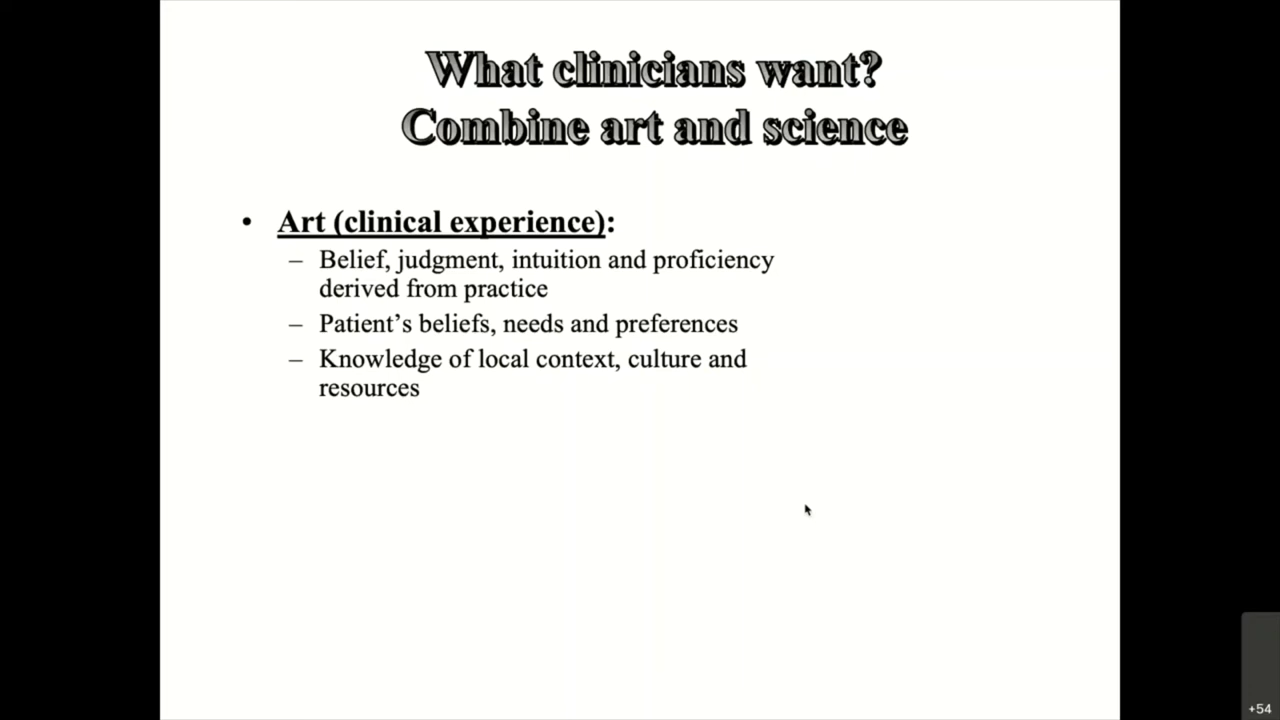 What clinicians want?
Combine art and science
• Art (clinical experience):
– Belief, judgment, intuition and proficiency
derived from practice
– Patient’s beliefs, needs and preferences
– Knowledge of local context, culture and
resources
+54